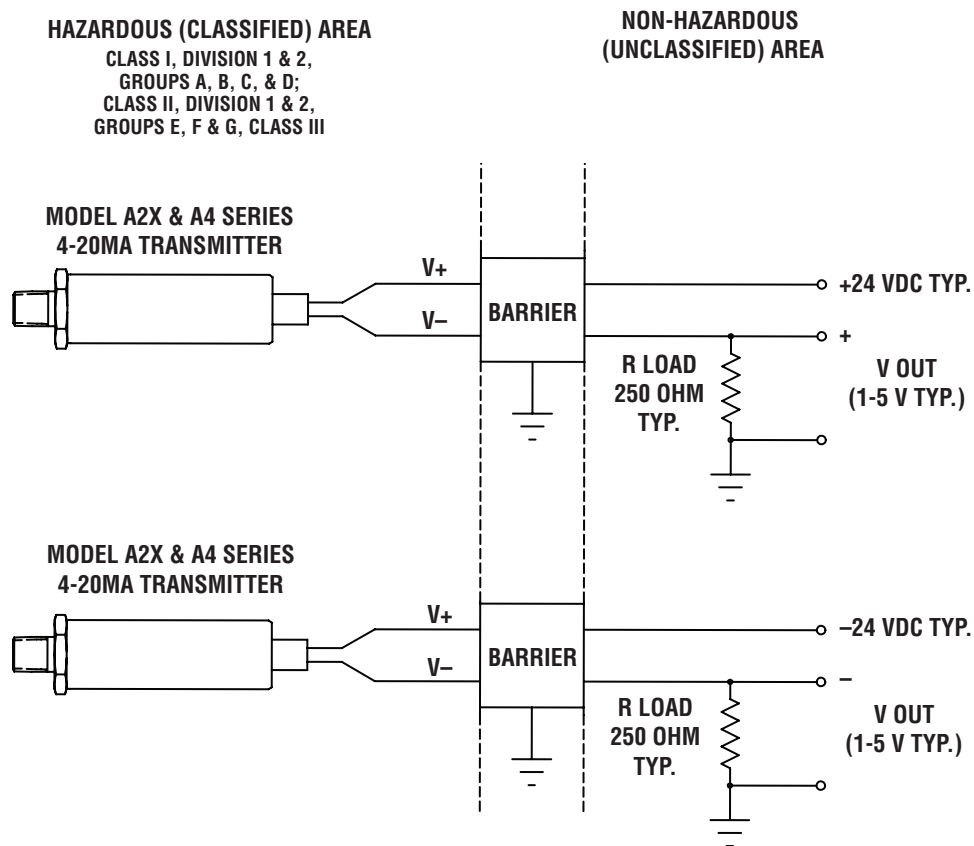 HAZARDOUS (CLASSIFIED) AREA
CLASS I, DIVISION 1 & 2,
GROUPS A, B, C, & D;
CLASS II, DIVISION 1 & 2,
GROUPS E, F & G, CLASS III
NON-HAZARDOUS
(UNCLASSIFIED) AREA
MODEL A2X & A4 SERIES
4-20MA TRANSMITTER
V+
V–
BARRIER
+24 VDC TYP.
+
R LOAD
250 OHM
TYP.
V OUT
(1-5 V TYP.)
MODEL A2X & A4 SERIES
4-20MA TRANSMITTER
V+
V–
BARRIER
–24 VDC TYP.
–
R LOAD
250 OHM
TYP.
V OUT
(1-5 V TYP.)